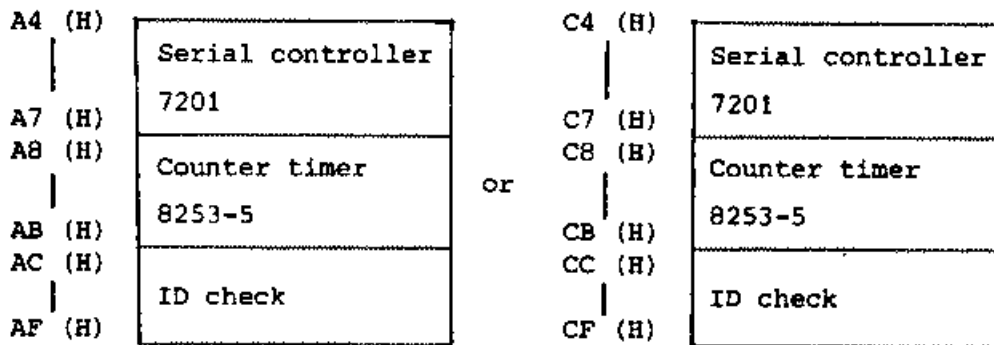 A4 (H)
Serial controller
7201
A7 (H)
A8 (H)
Counter timer
8253-5
AB (H)
AC (H)
ID check
AF (H)
or
C4 (H)
Serial controller
7201
C7 (H)
C8 (H)
Counter timer
8253-5
CB (H)
CC (H)
ID check
CF (H)